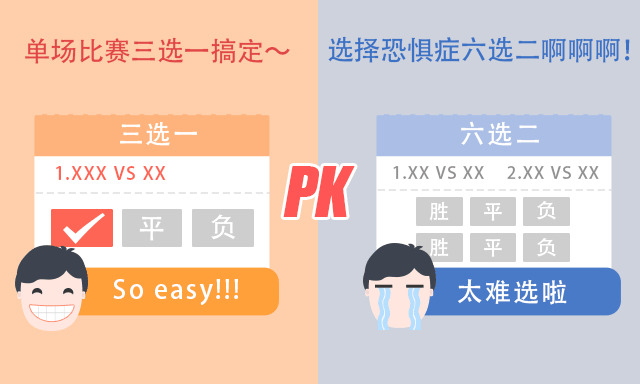 单场比赛三选一搞定～
三选一
1.XXX VS XX
平 负
So easy!!!
PK
选择恐惧症六选二啊啊啊!
六选二
1.XX VS XX 2.XX VS XX
胜 平 负
胜 平 负
太难选啦